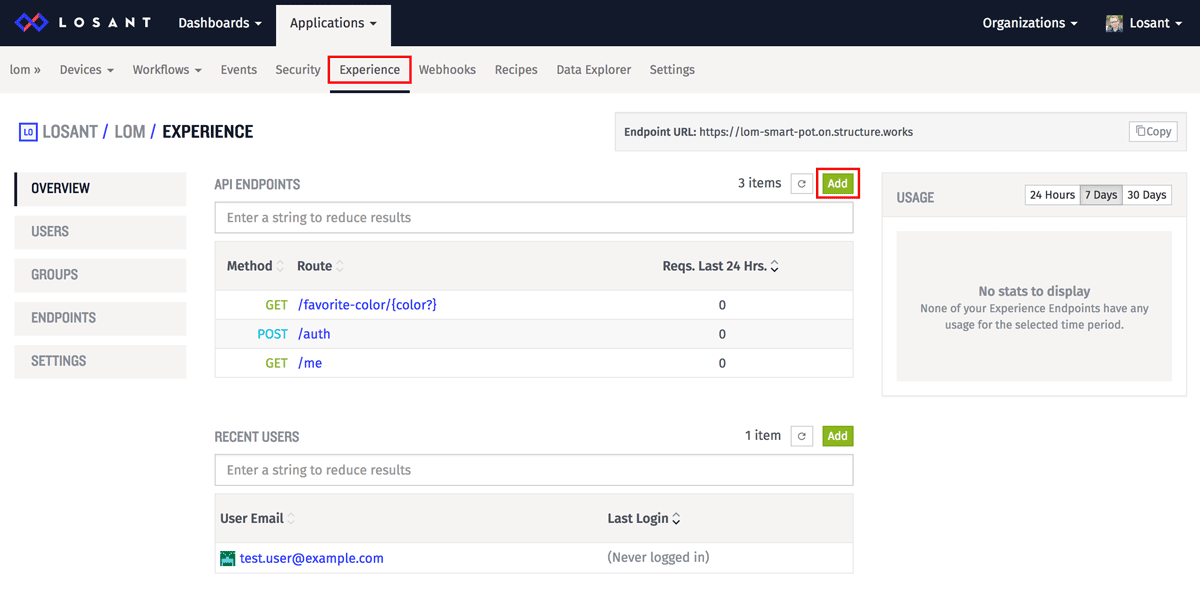 LOSANT Dashboards Applications Organizations Losant
lom » Devices Workflows Events Security Experience Webhooks Recipes Data Explorer Settings
LO LOSANT / LOM / EXPERIENCE
Endpoint URL: https://lom-smart-pot.on.structure.works Copy
OVERVIEW
USERS
GROUPS
ENDPOINTS
SETTINGS
API ENDPOINTS 3 items Add
Enter a string to reduce results
Method Route Reqs. Last 24 Hrs.
GET /favorite-color/{color?} 0
POST /auth 0
GET /me 0
RECENT USERS 1 item Add
Enter a string to reduce results
User Email Last Login
test.user@example.com (Never logged in)
USAGE 24 Hours 7 Days 30 Days
No stats to display
None of your Experience Endpoints have any
usage for the selected time period.